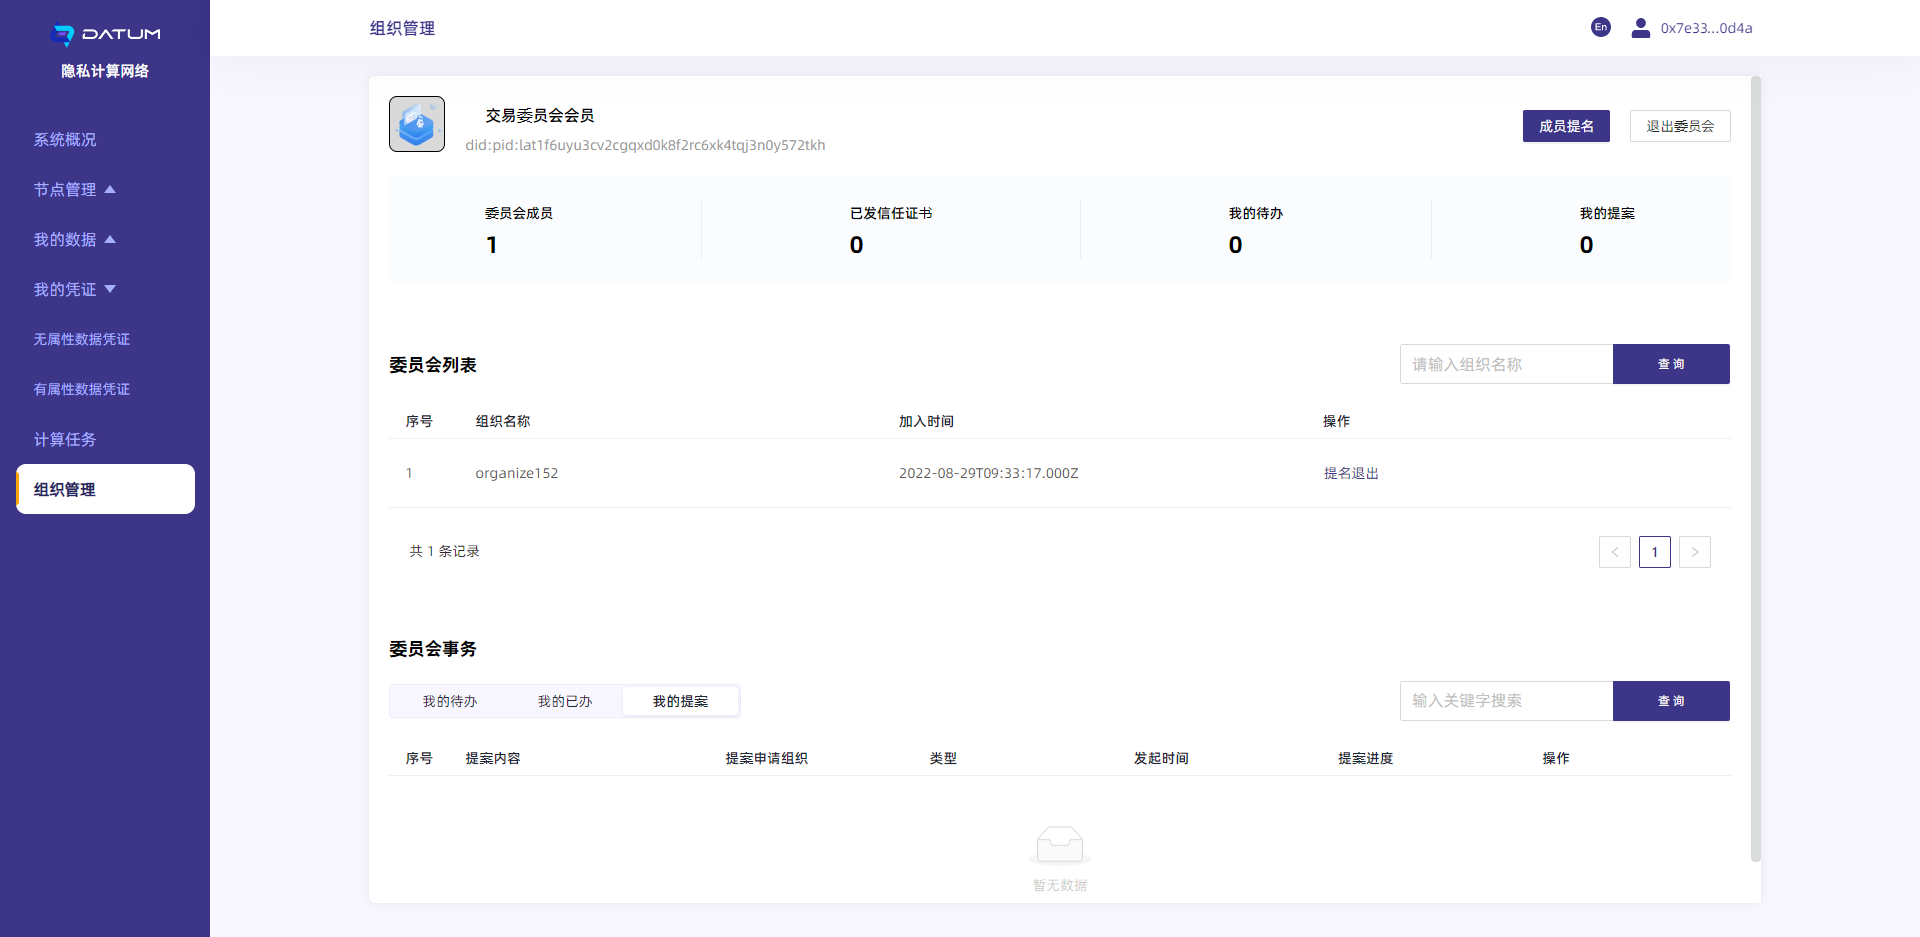 DATUM
隐私计算网络
系统概况
节点管理
我的数据
我的凭证
无属性数据凭证
有属性数据凭证
计算任务
组织管理
组织管理
En
0x7e33...0d4a
交易委员会会员
did:pid:lat1f6uyu3cv2cgqxd0k8f2rc6xk4tqj3n0y572tkh
成员提名
退出委员会
委员会成员 已发信任证书 我的待办 我的提案
1 0 0 0
委员会列表
请输入组织名称 查 询
序号 组织名称 加入时间 操作
1 organize152 2022-08-29T09:33:17.000Z 提名退出
共 1 条记录
< 1 >
委员会事务
我的待办 我的已办 我的提案
输入关键字搜索 查 询
序号 提案内容 提案申请组织 类型 发起时间 提案进度 操作
暂无数据